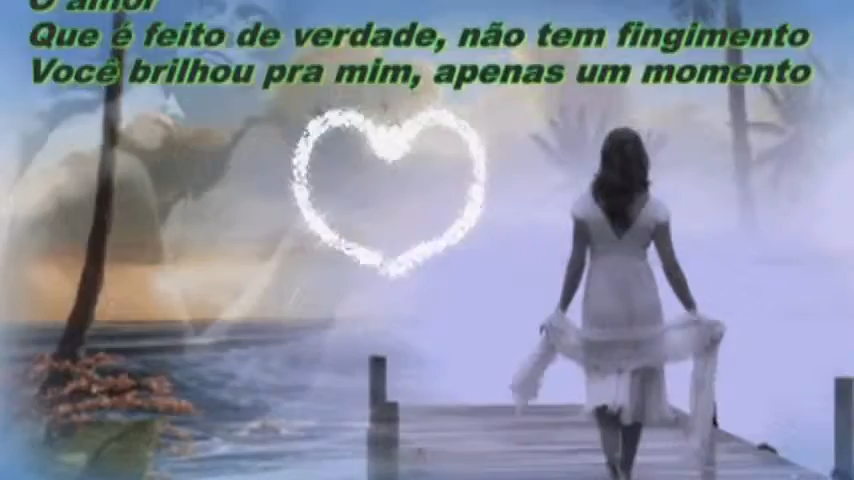 O amor
Que é feito de verdade, não tem fingimento
Você brilhou pra mim, apenas um momento